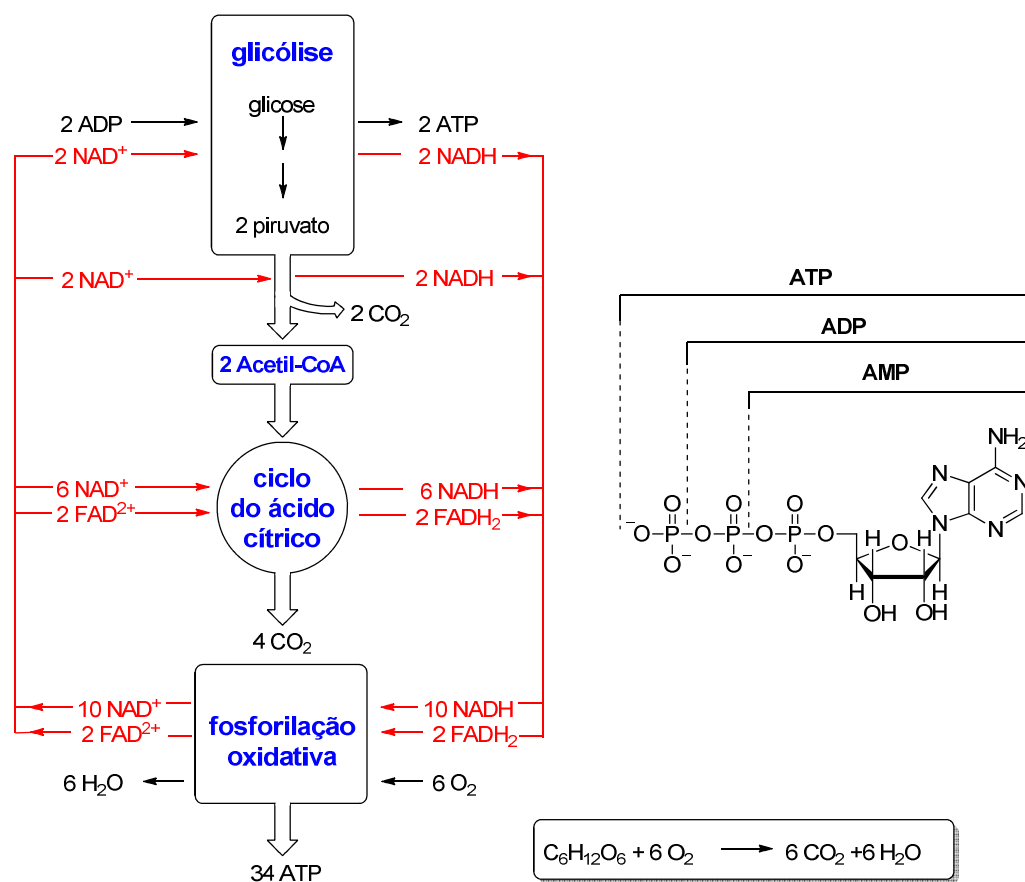 glicólise
glicose
2 ADP
2 ATP
2 NAD⁺
2 NADH
2 piruvato
2 NAD⁺
2 NADH
2 CO₂
2 Acetil-CoA
6 NAD⁺
6 NADH
2 FAD²⁺
2 FADH₂
ciclo
do ácido
cítrico
4 CO₂
10 NAD⁺
10 NADH
2 FAD²⁺
2 FADH₂
fosforilação
oxidativa
6 H₂O
6 O₂
34 ATP
ATP
ADP
AMP
NH₂
N
N
N
N
O
O
O
⁻O
P
O
P
O
P
O
O⁻
O⁻
O⁻
H
O
H
H
H
OH
OH
C₆H₁₂O₆ + 6 O₂ → 6 CO₂ +6 H₂O